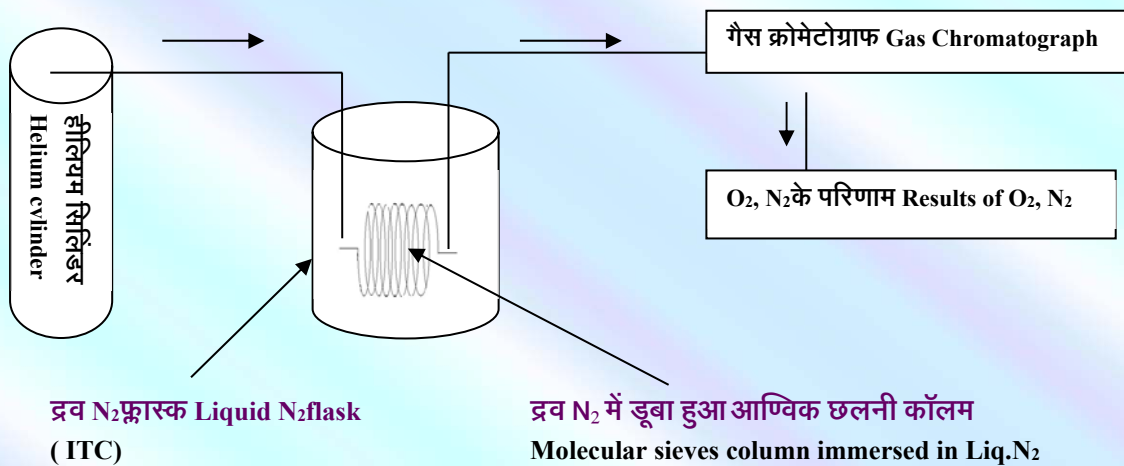 गैस क्रोमेटोग्राफ Gas Chromatograph
हीलियम सिलिंडर
Helium cylinder
O₂, N₂के परिणाम Results of O₂, N₂
द्रव N₂फ़्लास्क Liquid N₂flask
( ITC)
द्रव N₂ में डूबा हुआ आण्विक छलनी कॉलम
Molecular sieves column immersed in Liq.N₂